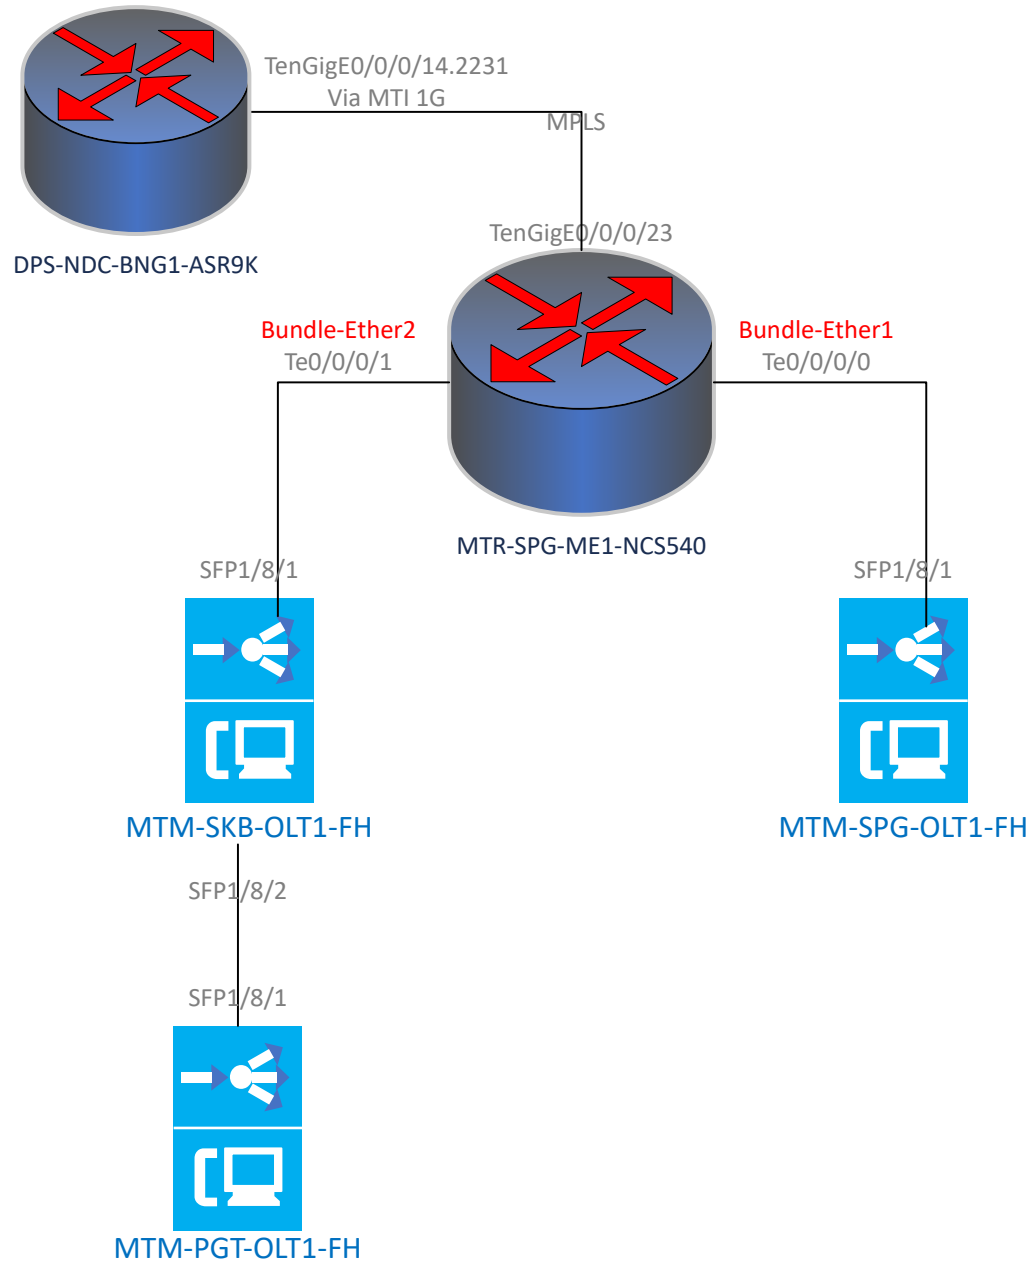 TenGigE0/0/0/14.2231
Via MTI 1G
MPLS
TenGigE0/0/0/23
DPS-NDC-BNG1-ASR9K
Bundle-Ether2
Te0/0/0/1
Bundle-Ether1
Te0/0/0/0
MTR-SPG-ME1-NCS540
SFP1/8/1
SFP1/8/1
MTM-SKB-OLT1-FH
MTM-SPG-OLT1-FH
SFP1/8/2
SFP1/8/1
MTM-PGT-OLT1-FH